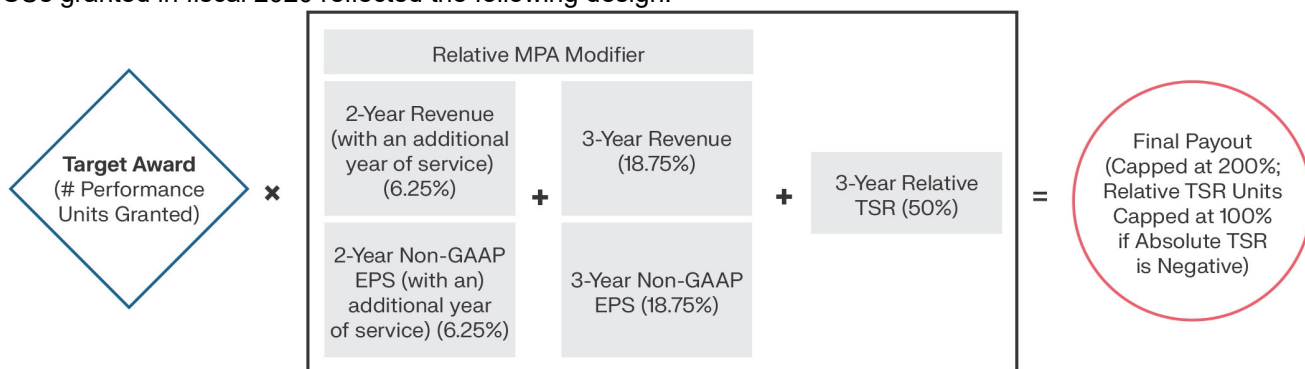 Relative MPA Modifier
Target Award
(# Performance
Units Granted)
×
2-Year Revenue
(with an additional
year of service)
(6.25%)
2-Year Non-GAAP
EPS (with an)
additional year
of service) (6.25%)
+
3-Year Revenue
(18.75%)
3-Year Non-GAAP
EPS (18.75%)
+
3-Year Relative
TSR (50%)
=
Final Payout
(Capped at 200%;
Relative TSR Units
Capped at 100%
if Absolute TSR
is Negative)